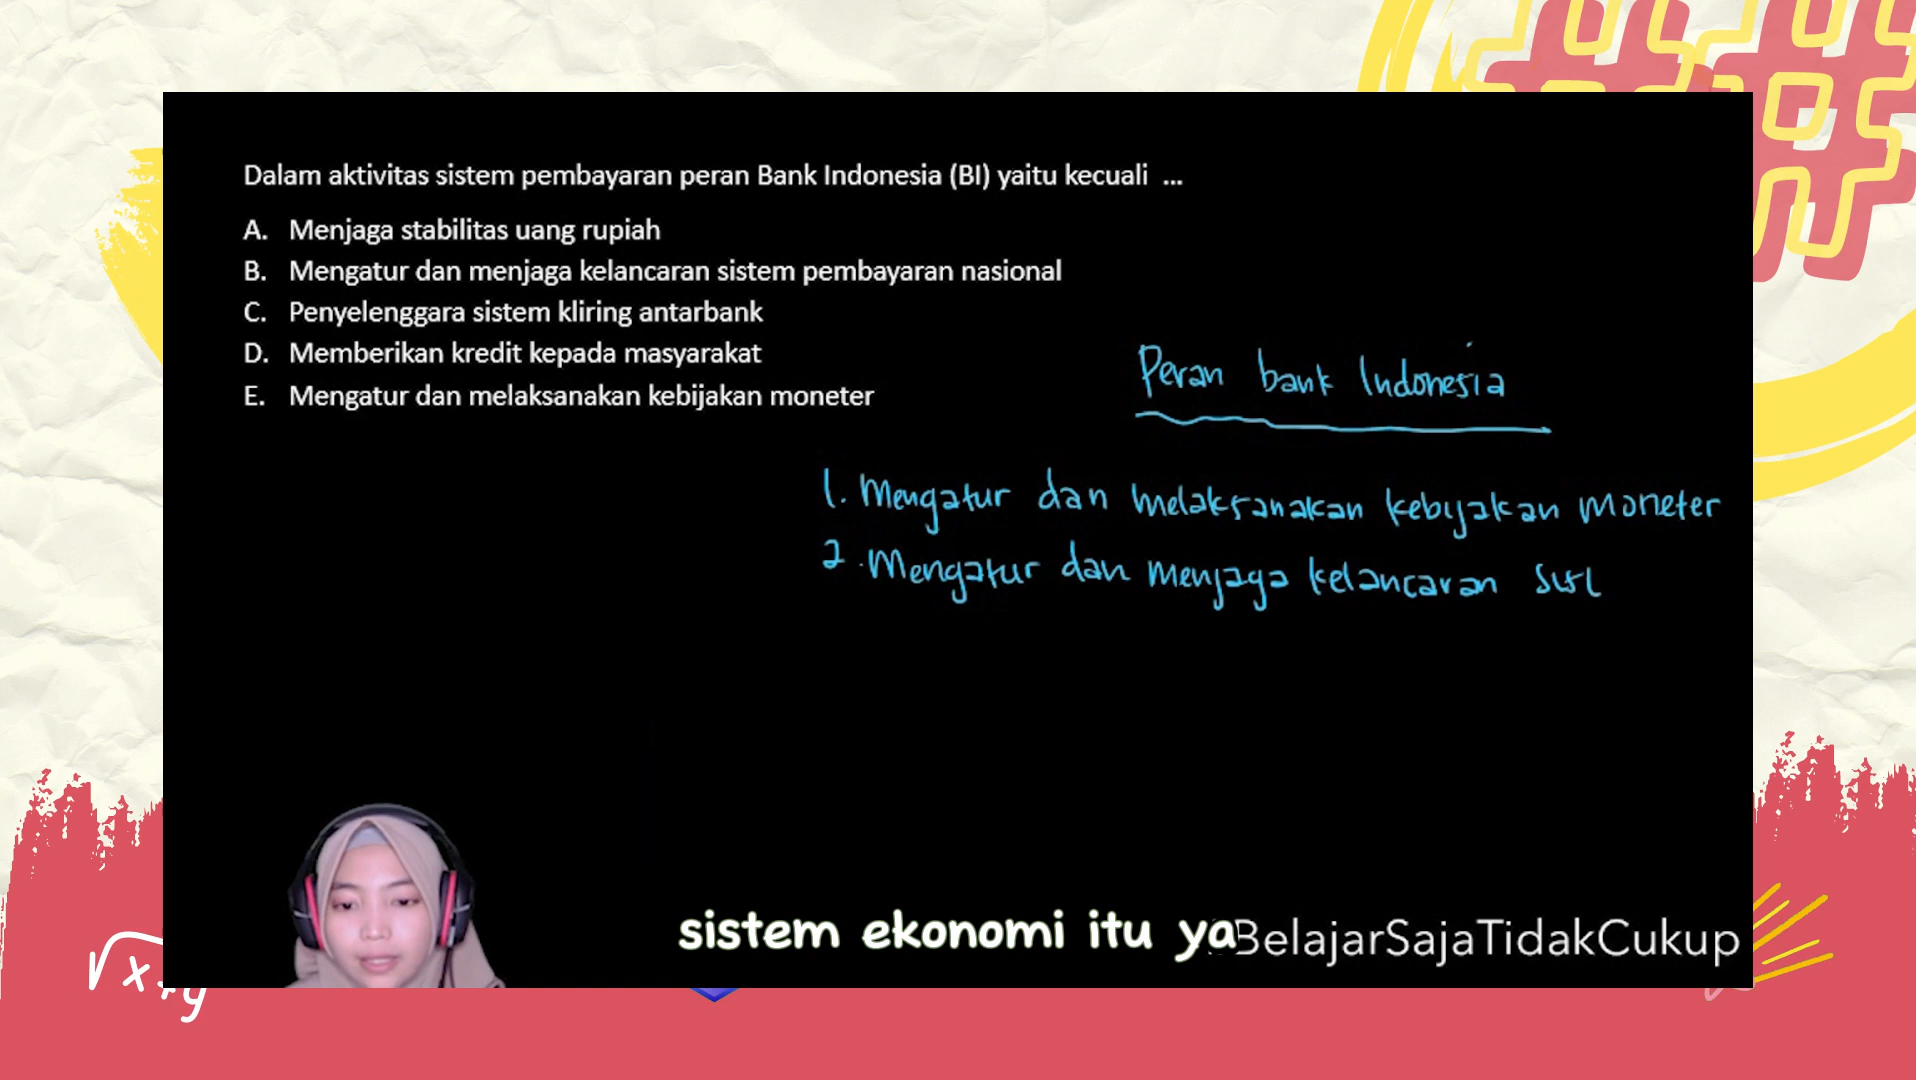 Dalam aktivitas sistem pembayaran peran Bank Indonesia (BI) yaitu kecuali ...
A. Menjaga stabilitas uang rupiah
B. Mengatur dan menjaga kelancaran sistem pembayaran nasional
C. Penyelenggara sistem kliring antarbank
D. Memberikan kredit kepada masyarakat
E. Mengatur dan melaksanakan kebijakan moneter
Peran bank Indonesia
1. Mengatur dan melaksanakan kebijakan moneter
2. Mengatur dan menjaga kelancaran
sistem ekonomi itu ya
BelajarSajaTidakCukup